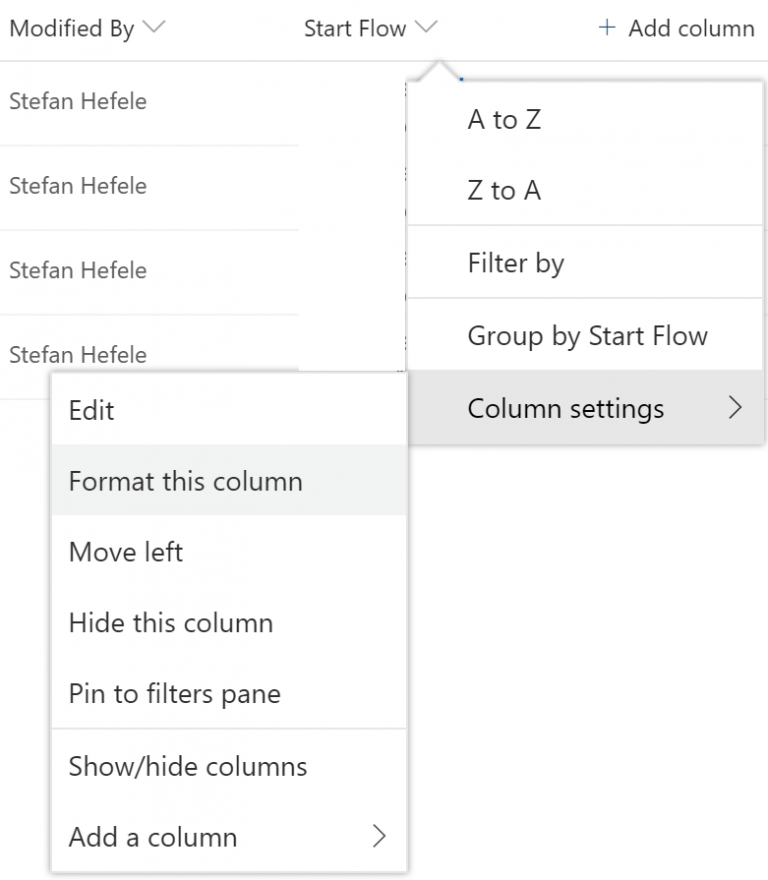 Modified By Start Flow + Add column
Stefan Hefele
A to Z
Stefan Hefele
Z to A
Stefan Hefele
Filter by
Stefan Hefele
Group by Start Flow
Column settings
Edit
Format this column
Move left
Hide this column
Pin to filters pane
Show/hide columns
Add a column